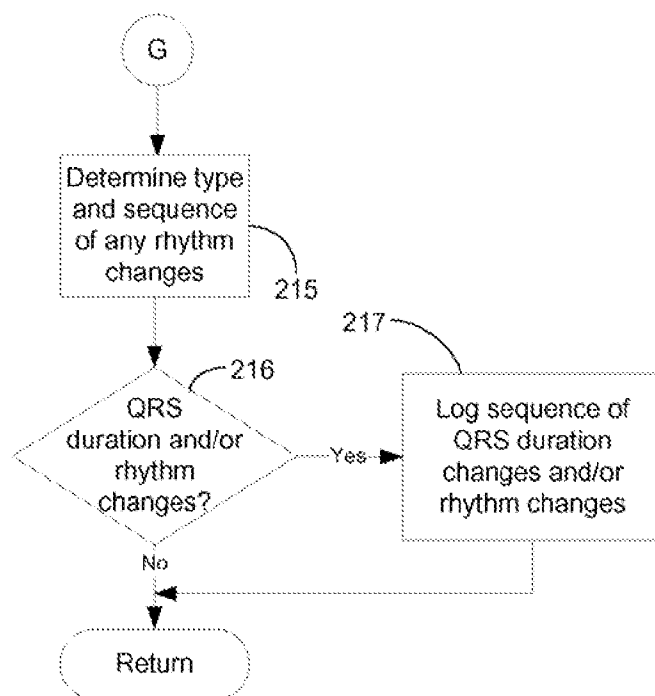 G
Determine type
and sequence
of any rhythm
changes
215
217
216
QRS
duration and/or
rhythm
changes?
Yes
Log sequence of
QRS duration
changes and/or
rhythm changes
No
Return